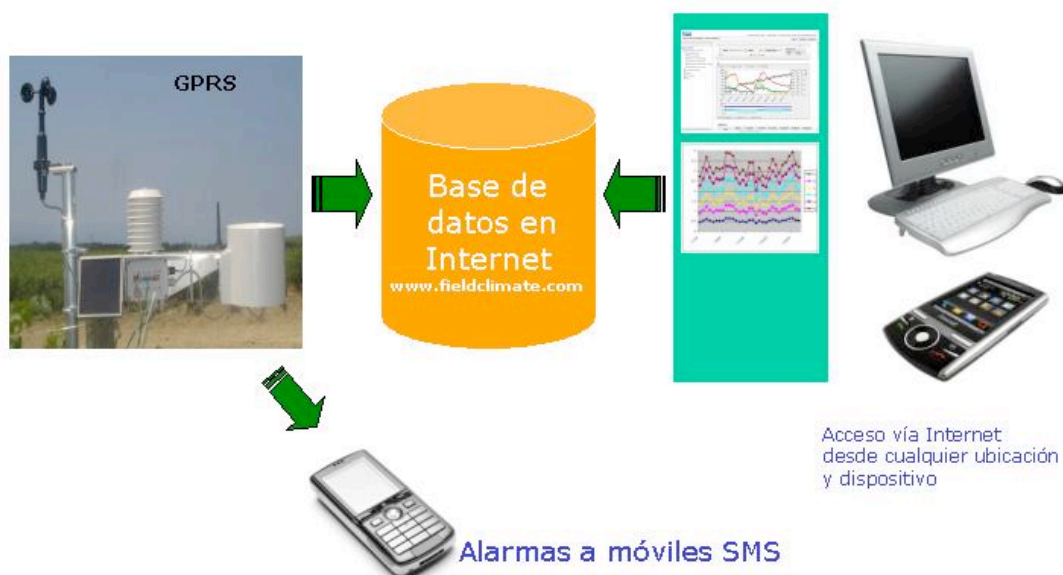 GPRS
Base de
datos en
Internet
www.fieldclimate.com
Acceso vía Internet
desde cualquier ubicación
y dispositivo
Alarmas a móviles SMS